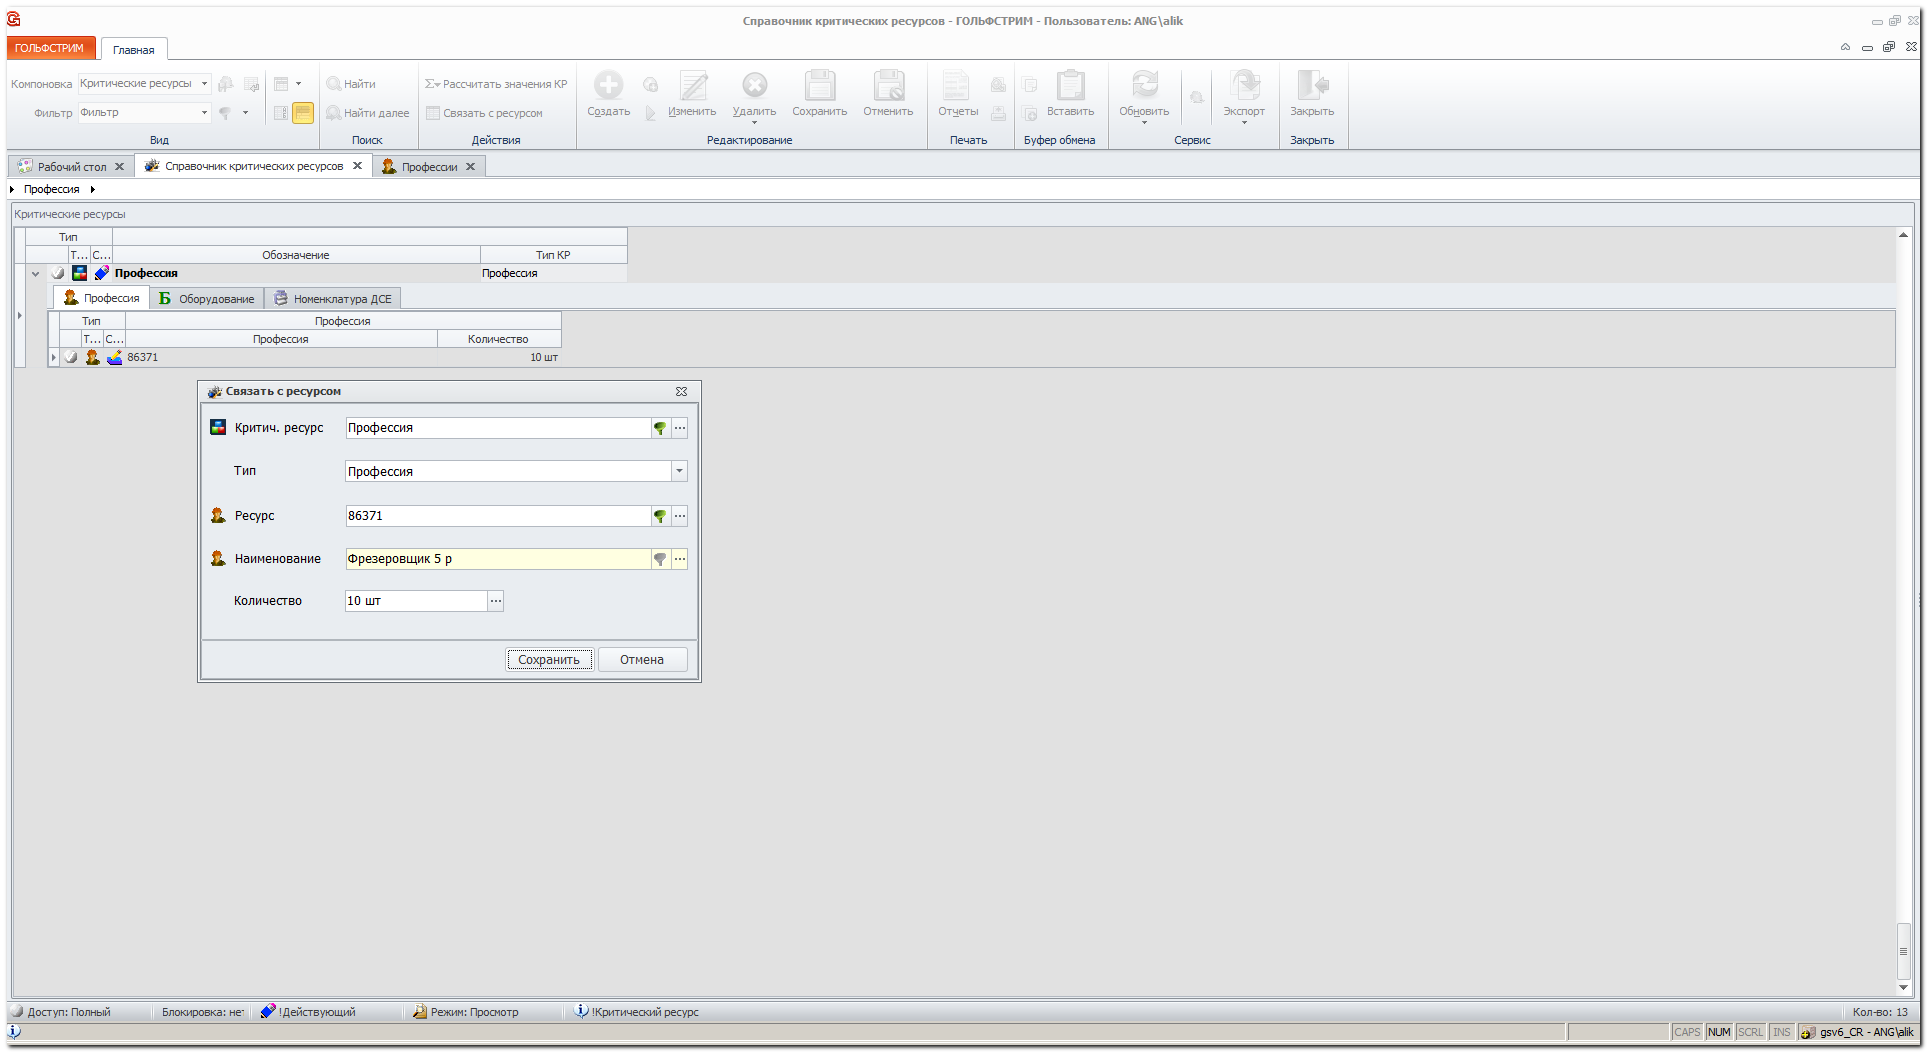 Справочник критических ресурсов - ГОЛЬФСТРИМ - Пользователь: ANG\alik
ГОЛЬФСТРИМ Главная
Компоновка Критические ресурсы Найти Рассчитать значения КР
Фильтр Фильтр Найти далее Связать с ресурсом
Создать Изменить Удалить Сохранить Отменить Отчеты Вставить Обновить Экспорт Закрыть
Вид Поиск Действия Редактирование Печать Буфер обмена Сервис Закрыть
Рабочий стол Справочник критических ресурсов Профессии
Профессия
Критические ресурсы
Тип
Т... С... Обозначение Тип КР
Профессия Профессия
Профессия Б Оборудование Номенклатура ДСЕ
Тип Профессия
Т... С... Профессия Количество
86371 10 шт
Связать с ресурсом
Критич. ресурс Профессия
Тип Профессия
Ресурс 86371
Наименование Фрезеровщик 5 р
Количество 10 шт
Сохранить Отмена
Доступ: Полный Блокировка: нет !Действующий Режим: Просмотр !Критический ресурс Кол-во: 13
CAPS NUM SCRL INS gsv6_CR - ANG\alik